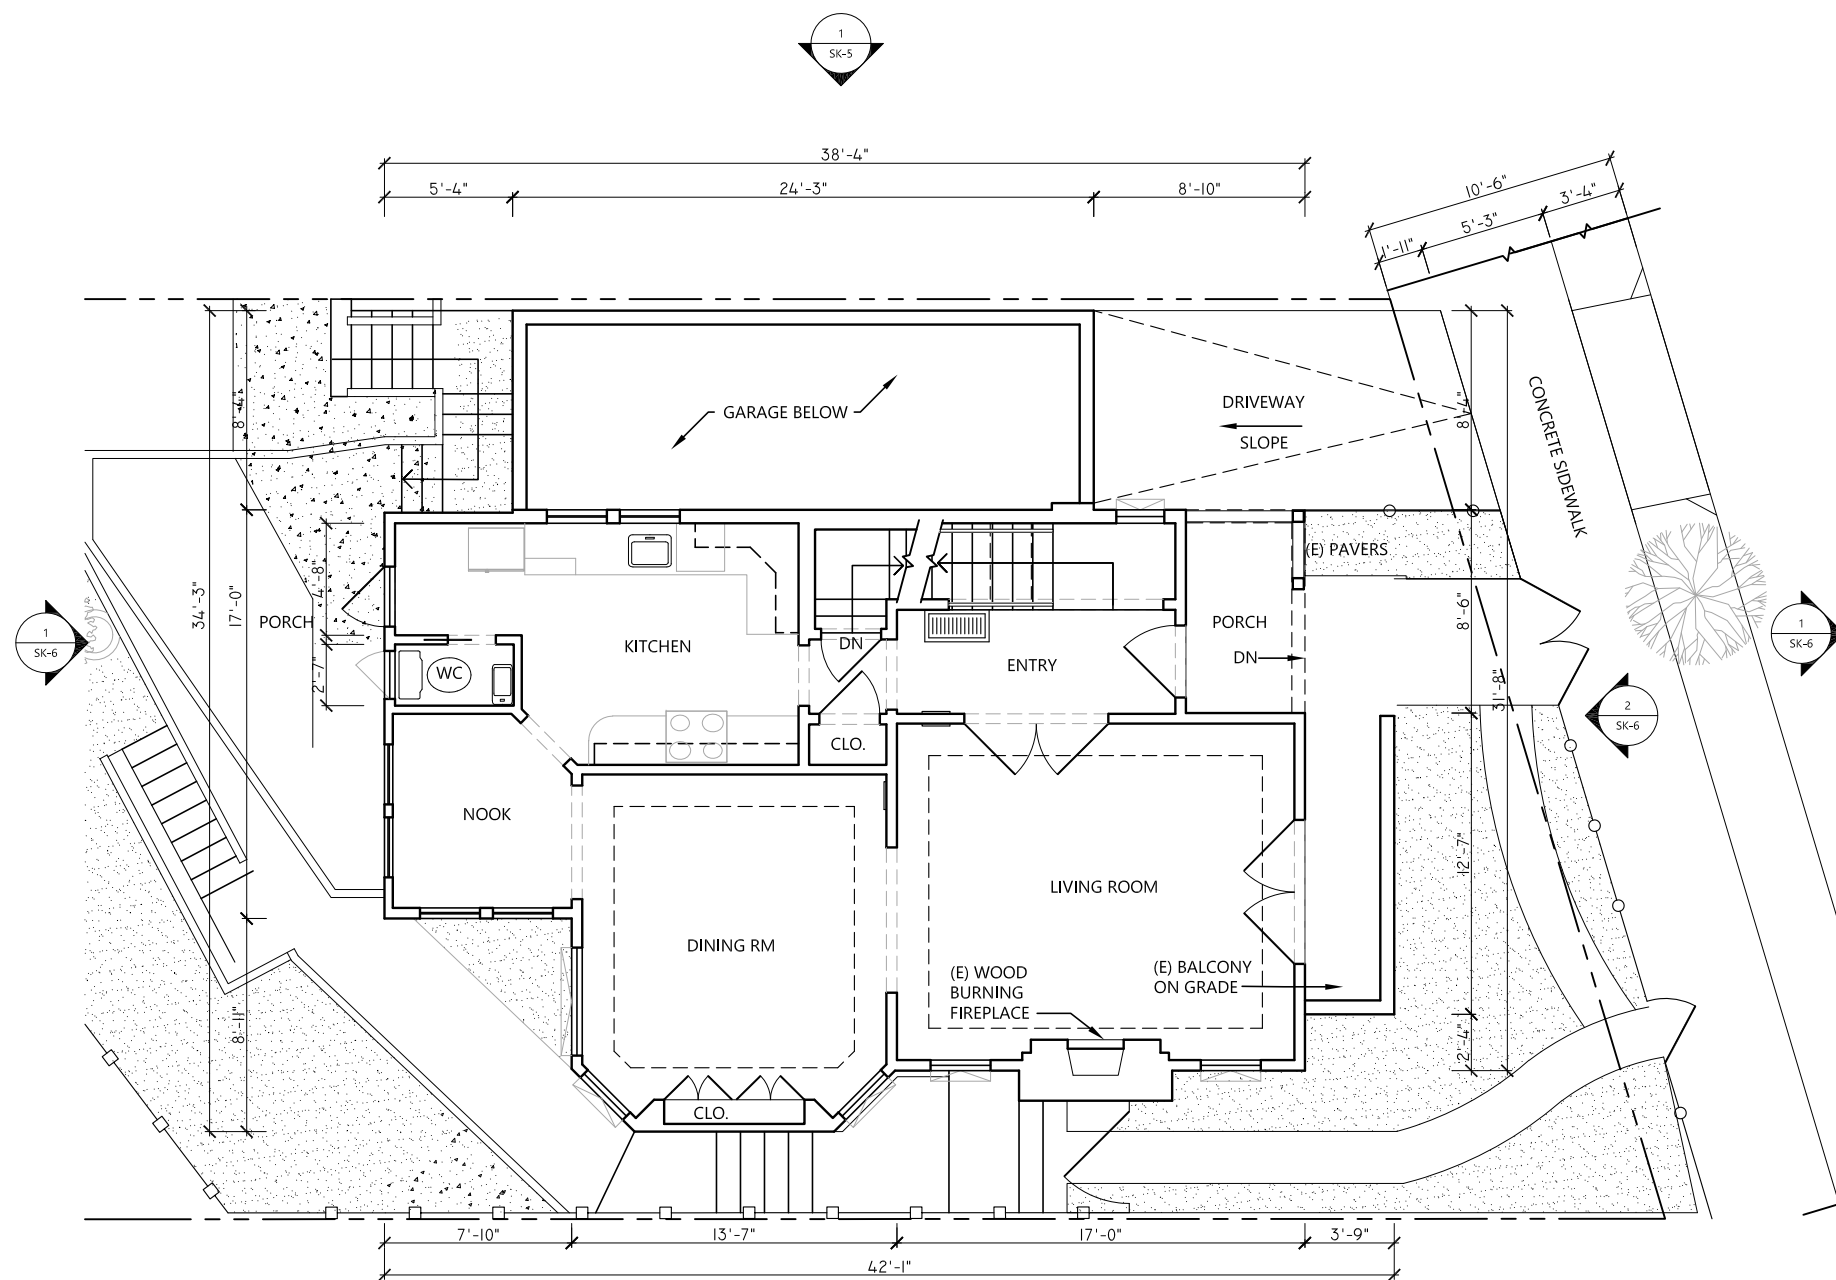 1
SK-5
38'-4"
5'-4"
24'-3"
8'-10"
10'-6"
1'-11"
5'-3"
3'-4"
8'-4"
34'-3"
17'-0"
4'-8"
2'-7"
8'-11"
PORCH
1
SK-6
GARAGE BELOW
DRIVEWAY
SLOPE
8'-4"
CONCRETE SIDEWALK
(E) PAVERS
8'-6"
31'-8"
KITCHEN
WC
DN
ENTRY
PORCH
DN
1
SK-6
2
SK-6
CLO.
NOOK
DINING RM
LIVING ROOM
12'-7"
(E) WOOD
BURNING
FIREPLACE
(E) BALCONY
ON GRADE
2'-4"
CLO.
7'-10"
13'-7"
17'-0"
3'-9"
42'-1"